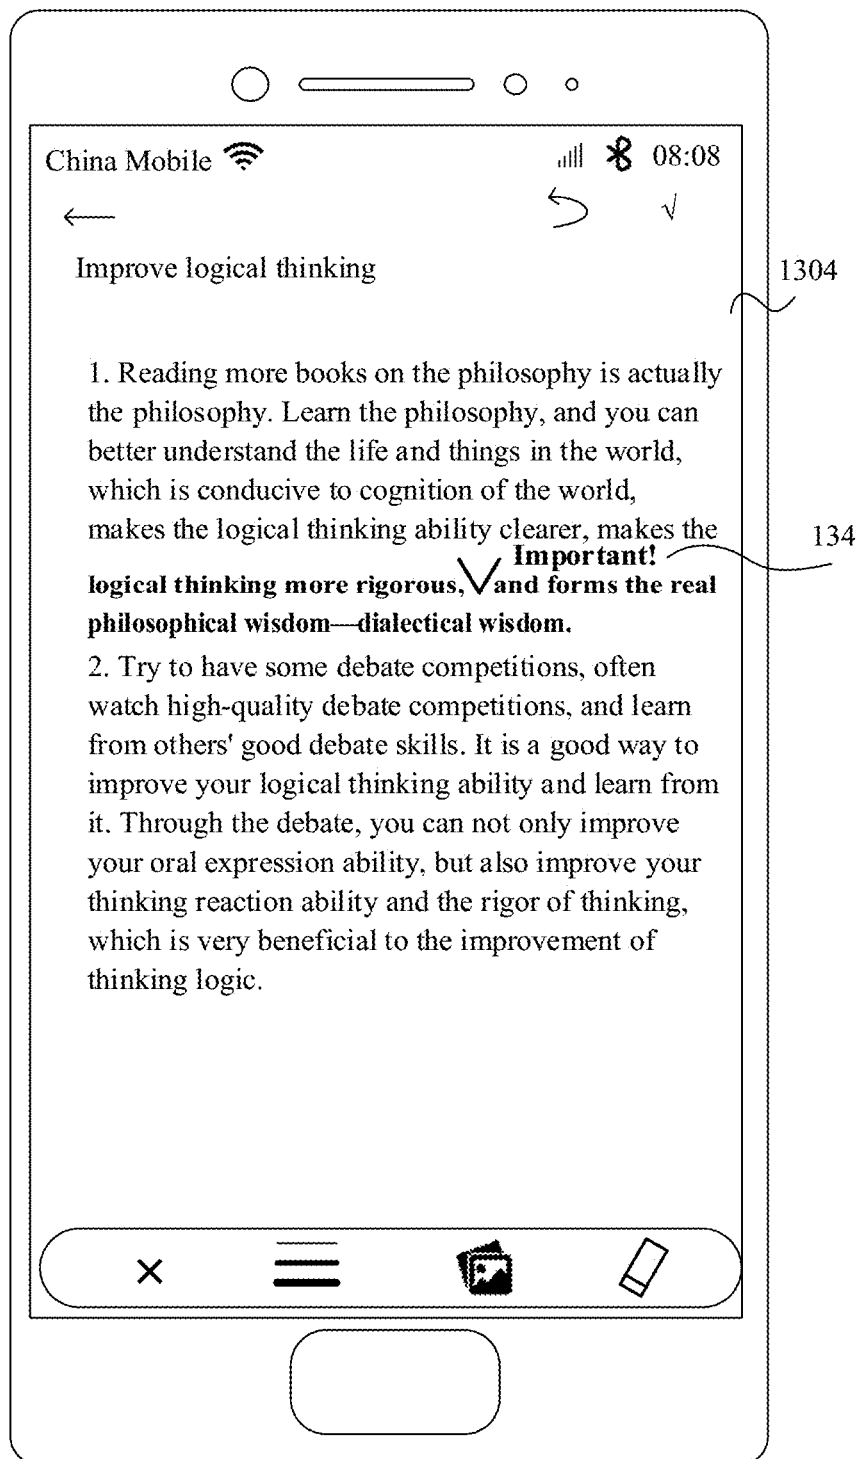 China Mobile 08:08
√
Improve logical thinking
1304
1. Reading more books on the philosophy is actually
the philosophy. Learn the philosophy, and you can
better understand the life and things in the world,
which is conducive to cognition of the world,
makes the logical thinking ability clearer, makes the
Important!
134
logical thinking more rigorous, and forms the real
philosophical wisdom—dialectical wisdom.
2. Try to have some debate competitions, often
watch high-quality debate competitions, and learn
from others' good debate skills. It is a good way to
improve your logical thinking ability and learn from
it. Through the debate, you can not only improve
your oral expression ability, but also improve your
thinking reaction ability and the rigor of thinking,
which is very beneficial to the improvement of
thinking logic.